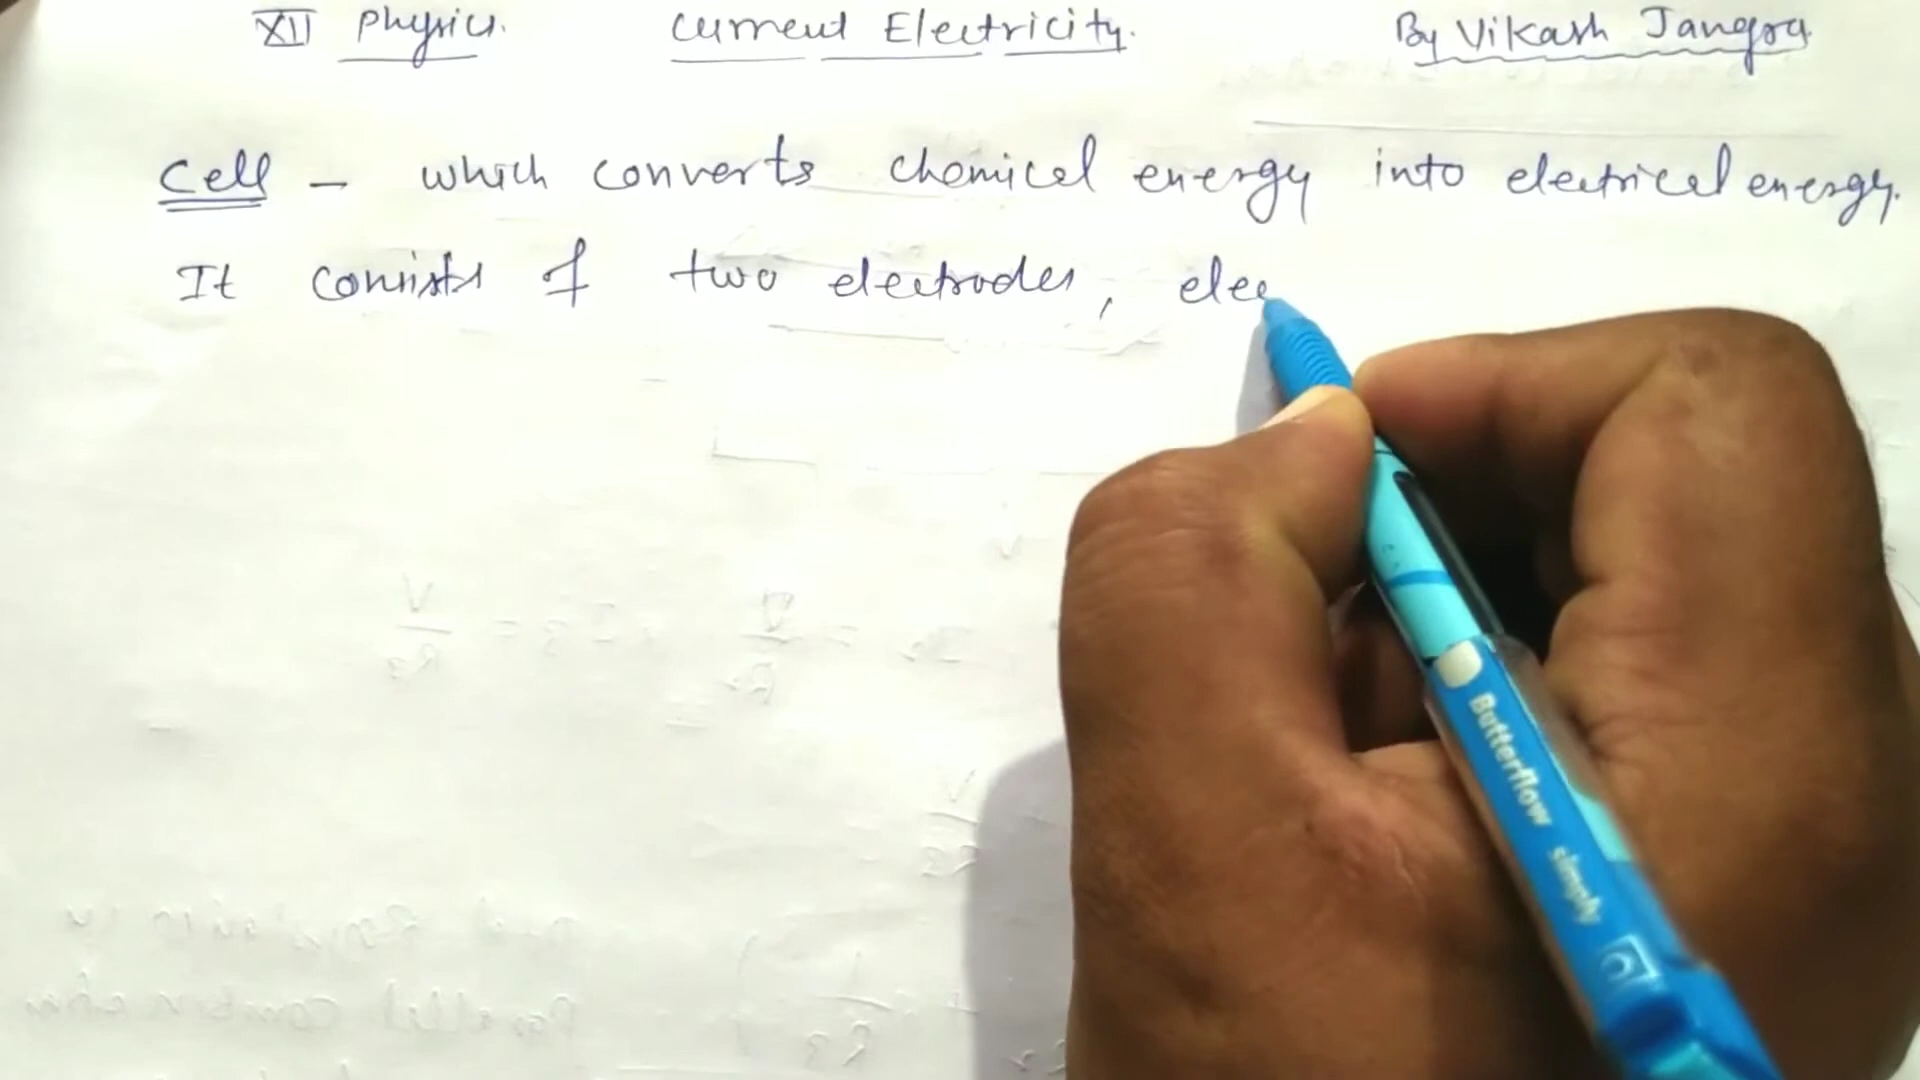 XII Physics. Current Electricity. By Vikash Jangra
Cell – which converts chemical energy into electrical energy.
It consists of two electrodes, elec
Butterflow simply